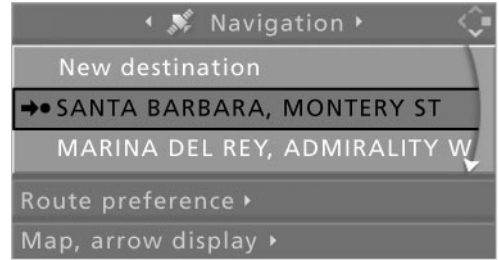 Navigation
New destination
SANTA BARBARA, MONTERY ST
MARINA DEL REY, ADMIRALITY W
Route preference
Map, arrow display